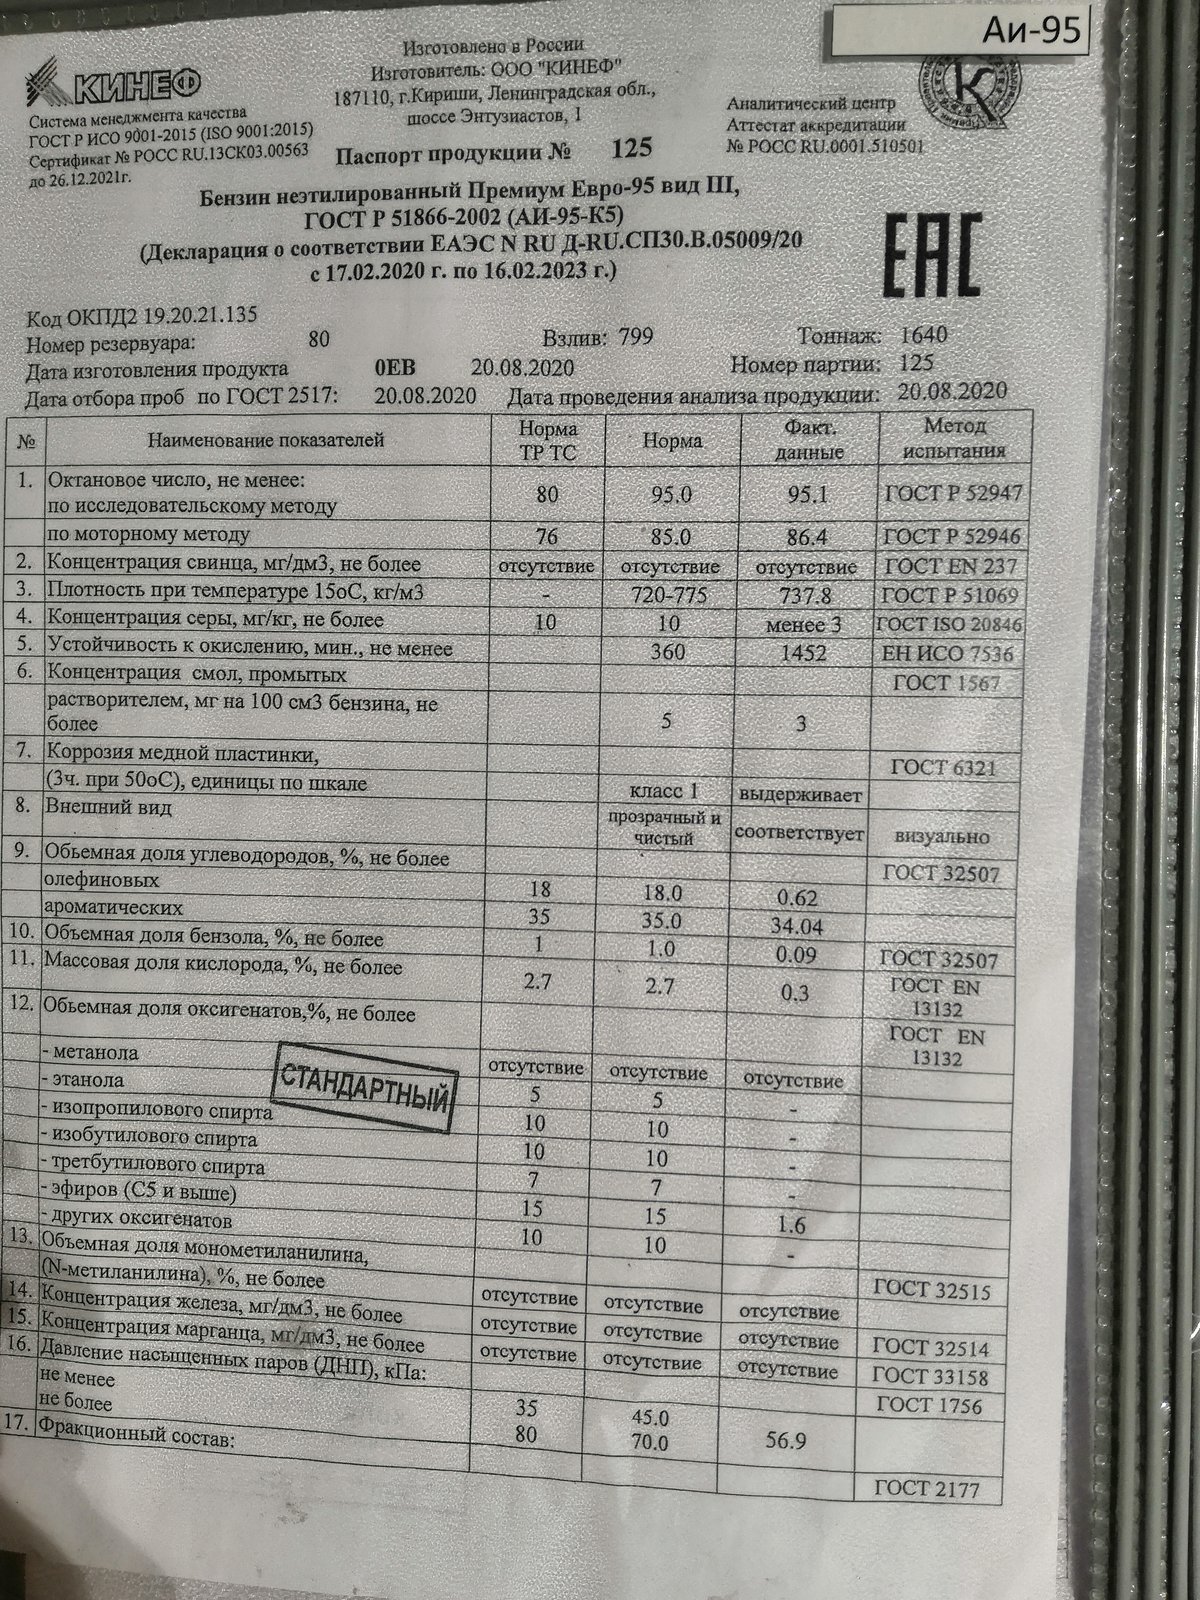 Аи-95
КИНЕФ
Система менеджмента качества
ГОСТ Р ИСО 9001-2015 (ISO 9001:2015)
Сертификат № РОСС RU.13СК03.00563
до 26.12.2021г.
Изготовлено в России
Изготовитель: ООО "КИНЕФ"
187110, г.Кириши, Ленинградская обл.,
шоссе Энтузиастов, 1
Паспорт продукции № 125
Аналитический центр
Аттестат аккредитации
№ РОСС RU.0001.510501
Бензин неэтилированный Премиум Евро-95 вид III,
ГОСТ Р 51866-2002 (АИ-95-К5)
(Декларация о соответствии ЕАЭС N RU Д-RU.СП30.В.05009/20
с 17.02.2020 г. по 16.02.2023 г.)
ЕАС
Код ОКПД2 19.20.21.135
Номер резервуара: 80 Взлив: 799 Тоннаж: 1640
Дата изготовления продукта 0ЕВ 20.08.2020 Номер партии: 125
Дата отбора проб по ГОСТ 2517: 20.08.2020 Дата проведения анализа продукции: 20.08.2020
№ Наименование показателей Норма ТР ТС Норма Факт. данные Метод испытания
1. Октановое число, не менее:
по исследовательскому методу 80 95.0 95.1 ГОСТ Р 52947
по моторному методу 76 85.0 86.4 ГОСТ Р 52946
2. Концентрация свинца, мг/дм3, не более отсутствие отсутствие отсутствие ГОСТ EN 237
3. Плотность при температуре 15оС, кг/м3 - 720-775 737.8 ГОСТ Р 51069
4. Концентрация серы, мг/кг, не более 10 10 менее 3 ГОСТ ISO 20846
5. Устойчивость к окислению, мин., не менее 360 1452 ЕН ИСО 7536
6. Концентрация смол, промытых ГОСТ 1567
растворителем, мг на 100 см3 бензина, не
более 5 3
7. Коррозия медной пластинки, ГОСТ 6321
(3ч. при 50оС), единицы по шкале класс 1 выдерживает
8. Внешний вид прозрачный и чистый соответствует визуально
9. Обьемная доля углеводородов, %, не более ГОСТ 32507
олефиновых 18 18.0 0.62
ароматических 35 35.0 34.04
10. Объемная доля бензола, %, не более 1 1.0 0.09 ГОСТ 32507
11. Массовая доля кислорода, %, не более 2.7 2.7 0.3 ГОСТ EN 13132
12. Обьемная доля оксигенатов,%, не более ГОСТ EN 13132
- метанола отсутствие отсутствие отсутствие
- этанола 5 5 -
- изопропилового спирта 10 10 -
- изобутилового спирта 10 10 -
- третбутилового спирта 7 7 -
- эфиров (С5 и выше) 15 15 1.6
- других оксигенатов 10 10 -
СТАНДАРТНЫЙ
13. Объемная доля монометиланилина, ГОСТ 32515
(N-метиланилина), %, не более отсутствие отсутствие отсутствие
14. Концентрация железа, мг/дм3, не более отсутствие отсутствие отсутствие ГОСТ 32514
15. Концентрация марганца, мг/дм3, не более отсутствие отсутствие отсутствие ГОСТ 33158
16. Давление насыщенных паров (ДНП), кПа: ГОСТ 1756
не менее 35 45.0
не более 80 70.0 56.9
17. Фракционный состав: ГОСТ 2177